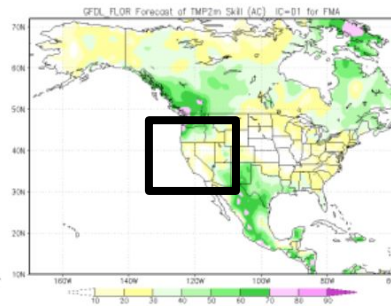 GFDL_FLOR Forecast of TMP2m Skill (AC) IC=01 for FMA
70N
60N
50N
40N
30N
20N
10N
160W 140W 120W 100W 80W
10 20 30 40 50 60 70 80 90